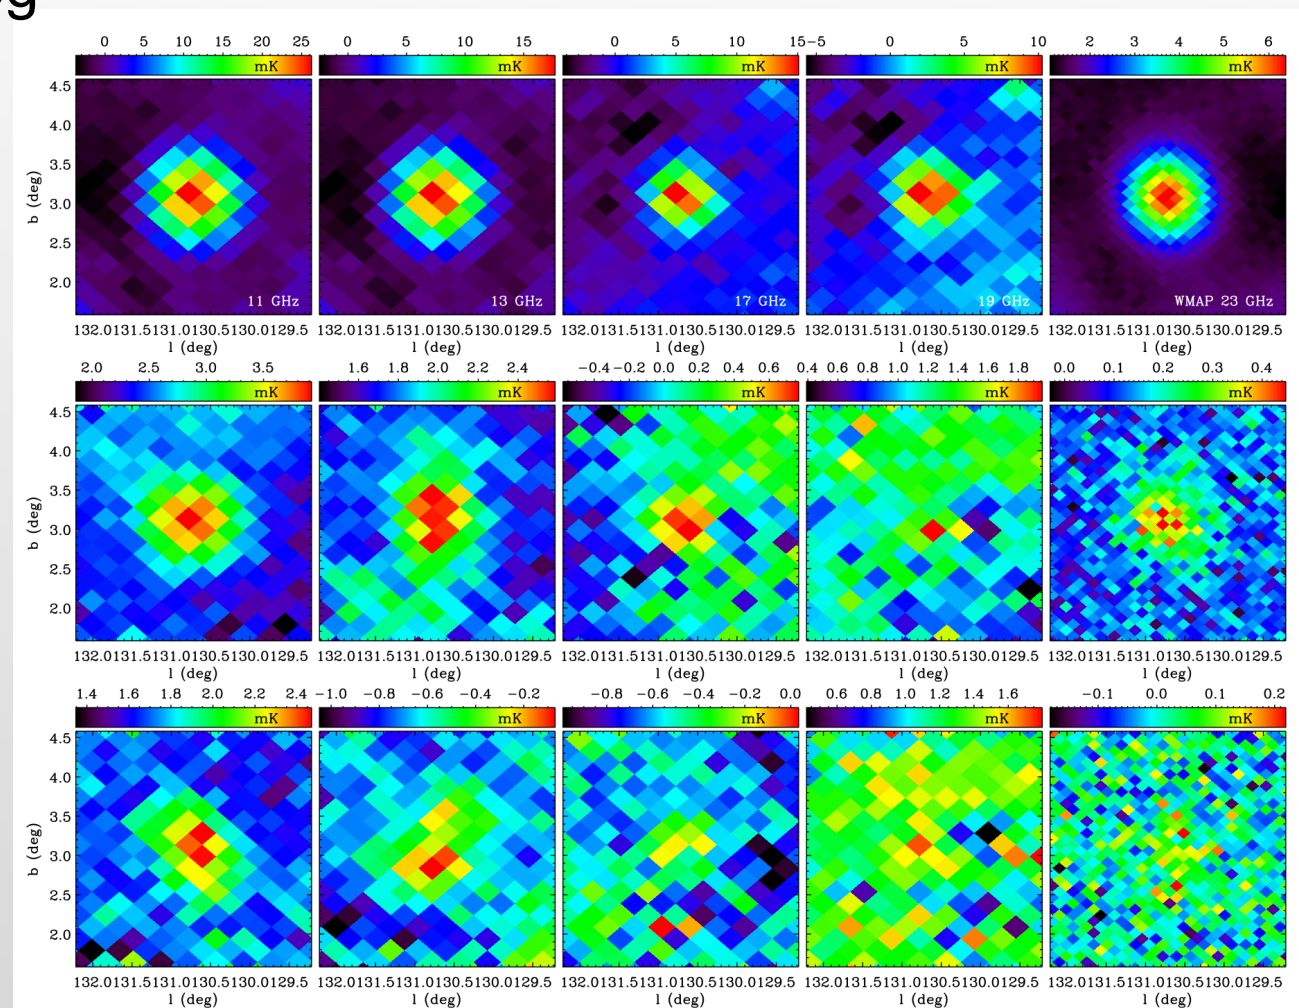 0 5 10 15 20 25 0 5 10 15 0 5 10 15 −5 0 5 10 2 3 4 5 6
mK mK mK mK mK
4.5
4.0
3.5
b (deg) 3.0
2.5
2.0
11 GHz 13 GHz 17 GHz 19 GHz WMAP 23 GHz
132.0131.5131.0130.5130.0129.5 132.0131.5131.0130.5130.0129.5 132.0131.5131.0130.5130.0129.5 132.0131.5131.0130.5130.0129.5 132.0131.5131.0130.5130.0129.5
l (deg) l (deg) l (deg) l (deg) l (deg)
2.0 2.5 3.0 3.5 1.6 1.8 2.0 2.2 2.4 −0.4 −0.2 0.0 0.2 0.4 0.6 0.4 0.6 0.8 1.0 1.2 1.4 1.6 1.8 0.0 0.1 0.2 0.3 0.4
mK mK mK mK mK
4.5
4.0
3.5
b (deg) 3.0
2.5
2.0
132.0131.5131.0130.5130.0129.5 132.0131.5131.0130.5130.0129.5 132.0131.5131.0130.5130.0129.5 132.0131.5131.0130.5130.0129.5 132.0131.5131.0130.5130.0129.5
l (deg) l (deg) l (deg) l (deg) l (deg)
1.4 1.6 1.8 2.0 2.2 2.4 −1.0 −0.8 −0.6 −0.4 −0.2 −0.8 −0.6 −0.4 −0.2 0.0 0.6 0.8 1.0 1.2 1.4 1.6 −0.1 0.0 0.1 0.2
mK mK mK mK mK
4.5
4.0
3.5
b (deg) 3.0
2.5
2.0
132.0131.5131.0130.5130.0129.5 132.0131.5131.0130.5130.0129.5 132.0131.5131.0130.5130.0129.5 132.0131.5131.0130.5130.0129.5 132.0131.5131.0130.5130.0129.5
l (deg) l (deg) l (deg) l (deg) l (deg)